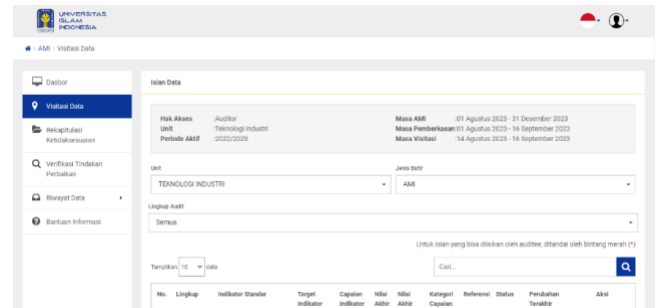 UNIVERSITAS
ISLAM
INDONESIA
AMI > Visitasi Data
Dasbor
Visitasi Data
Rekapitulasi
Ketidaksesuaian
Verifikasi Tindakan
Perbaikan
Riwayat Data
Bantuan Informasi
Isian Data
Hak Akses :Auditor
Unit :Teknologi Industri
Periode Aktif :2022/2023
Masa AMI :01 Agustus 2023 - 31 Desember 2023
Masa Pemberkasan:01 Agustus 2023 - 16 September 2023
Masa Visitasi :14 Agustus 2023 - 16 September 2023
Unit
TEKNOLOGI INDUSTRI
Jenis Butir
AMI
Lingkup Audit
Semua
Untuk isian yang bisa diisikan oleh auditee, ditandai oleh bintang merah (*)
Tampilkan 10 data
Cari...
No. Lingkup Indikator Standar Target Indikator Capaian Indikator Nilai Akhir Nilai Akhir Kategori Capaian Referensi Status Perubahan Terakhir Aksi